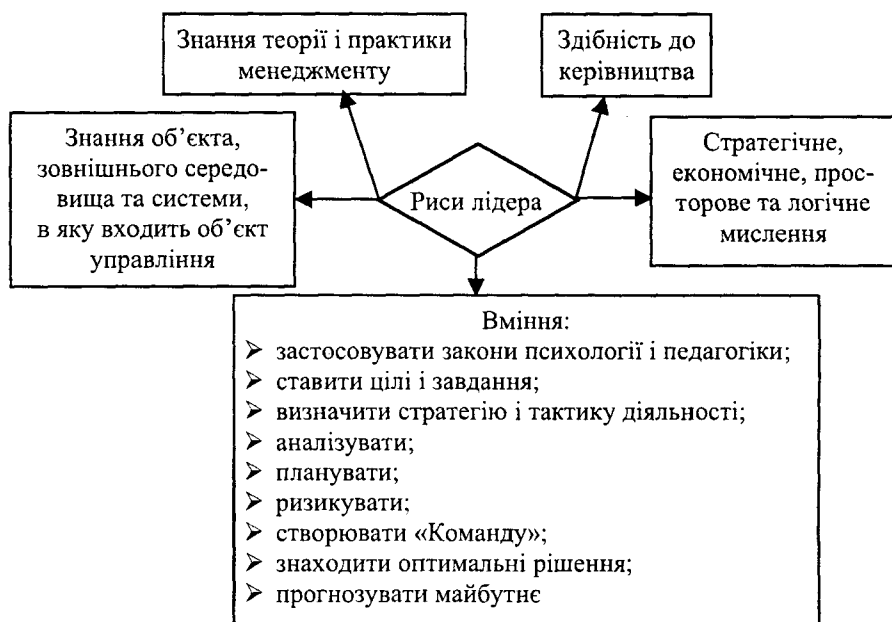 Знання теорії і практики
менеджменту
Здібність до
керівництва
Знання об’єкта,
зовнішнього середо-
вища та системи,
в яку входить об’єкт
управління
Риси лідера
Стратегічне,
економічне, прос-
торове та логічне
мислення
Вміння:
➢ застосовувати закони психології і педагогіки;
➢ ставити цілі і завдання;
➢ визначити стратегію і тактику діяльності;
➢ аналізувати;
➢ планувати;
➢ ризикувати;
➢ створювати «Команду»;
➢ знаходити оптимальні рішення;
➢ прогнозувати майбутнє